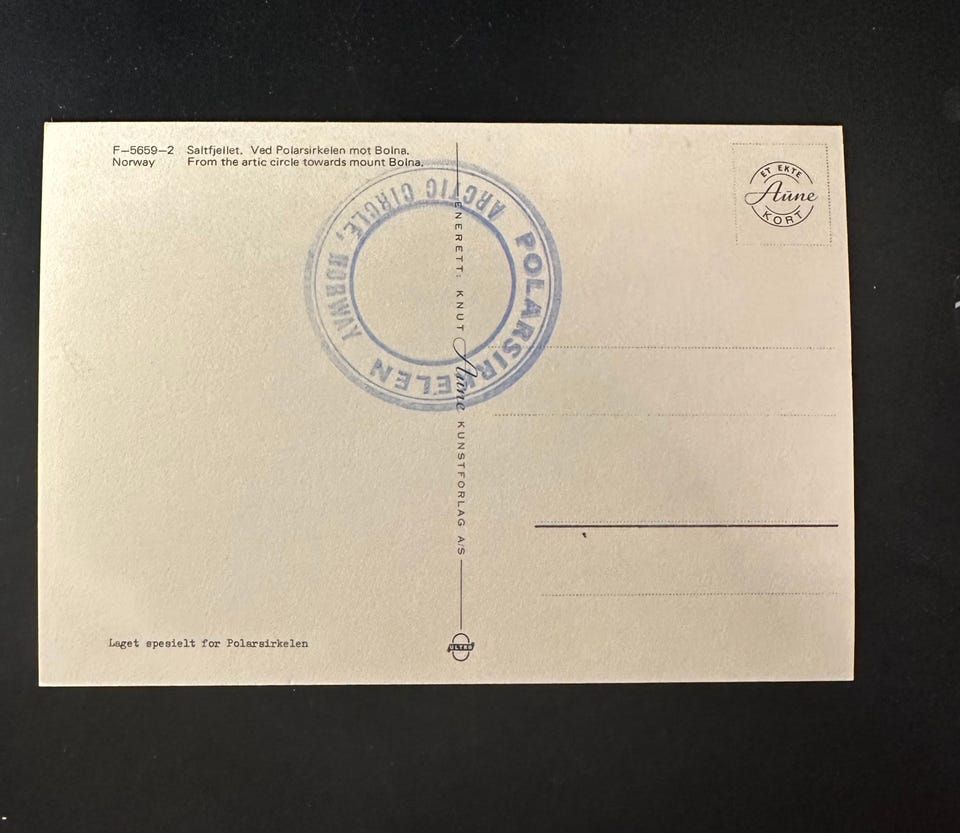 F–5659–2 Saltfjellet. Ved Polarsirkelen mot Bolna.
Norway From the artic circle towards mount Bolna.
ET EKTE
Aune
KORT
ARCTIC CIRCLE, NORWAY
POLARSIRKELEN
ENERETT: KNUT Aune KUNSTFORLAG A/S
Laget spesielt for Polarsirkelen
ULTRA